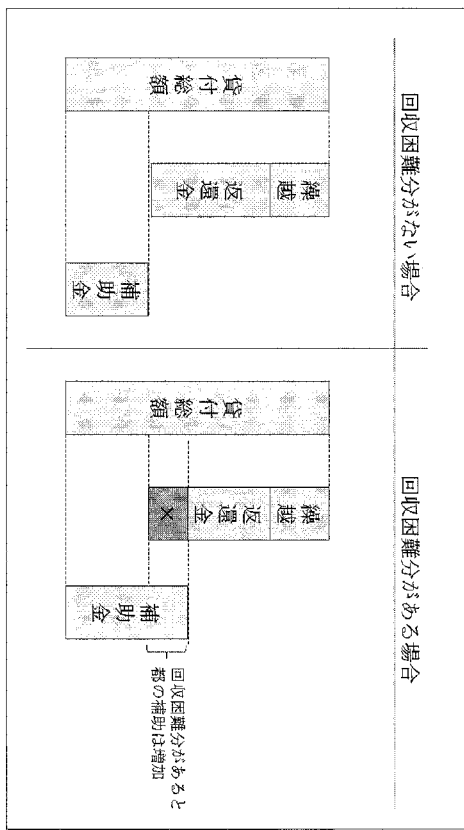 回収困難分がない場合
貸付総額
繰越
返還金
補助金
回収困難分がある場合
貸付総額
繰越
返還金
×
補助金
回収困難分があると
都の補助は増加